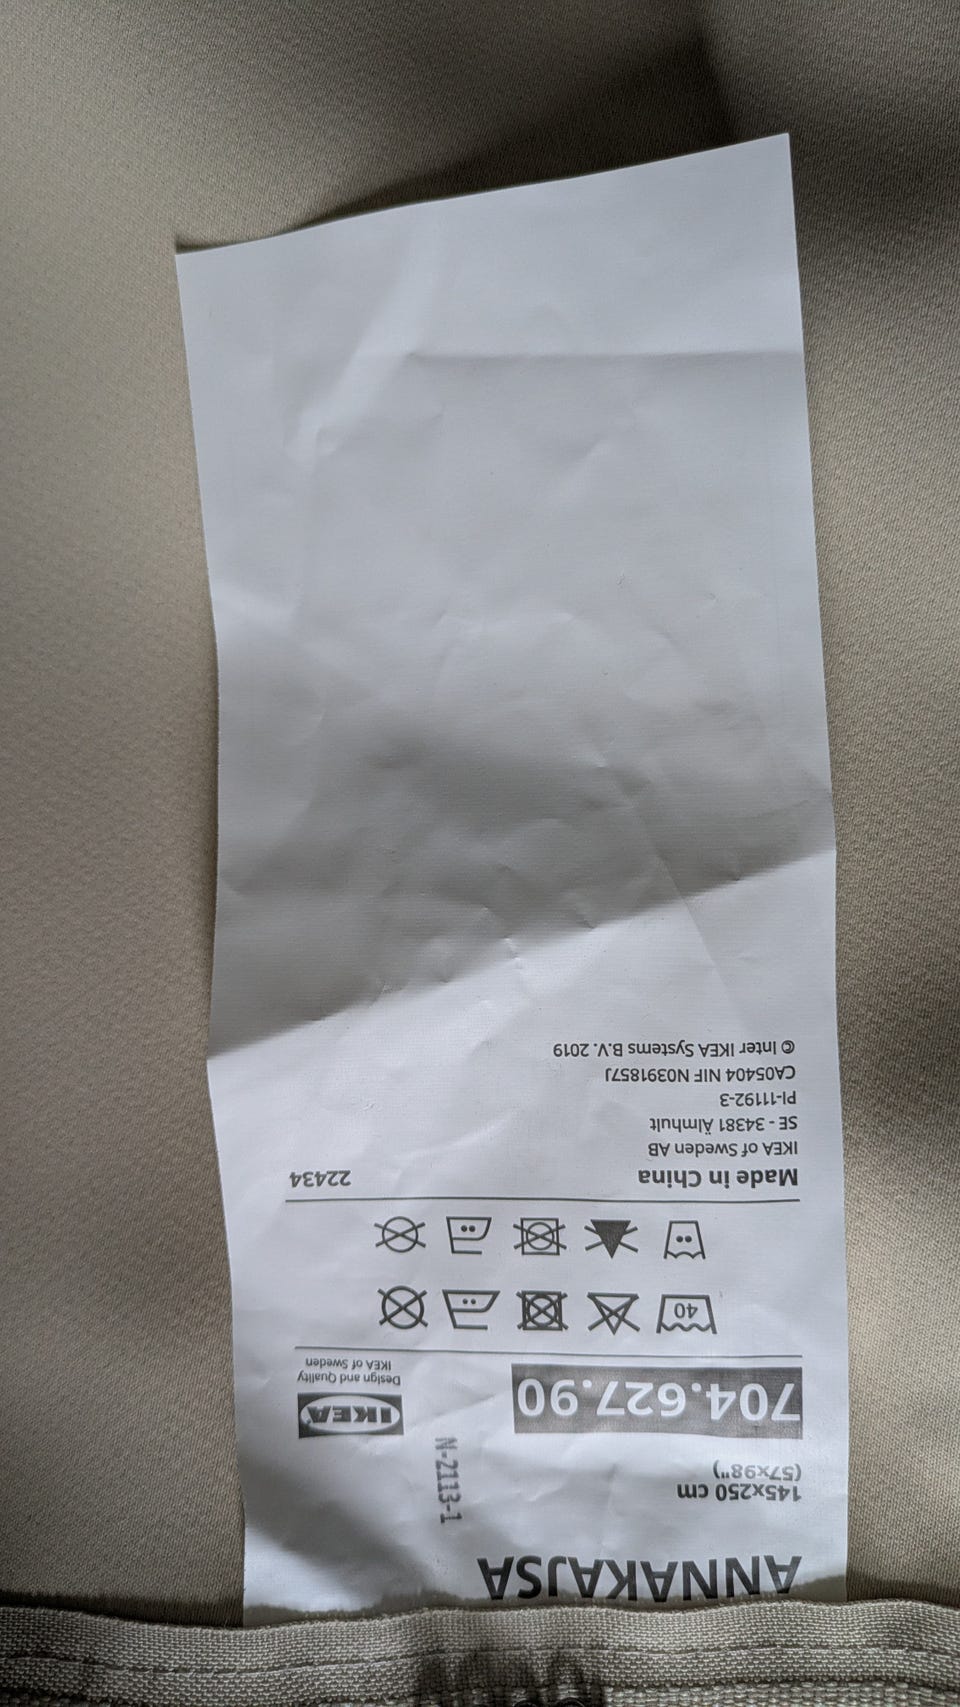 ANNAKAJSA
145x250 cm
(57x98")
N-2113-1
704.627.90
IKEA
Design and Quality
IKEA of Sweden
40
Made in China 22434
IKEA of Sweden AB
SE - 34381 Älmhult
PI-11192-3
CA05404 NIF N0391857J
© Inter IKEA Systems B.V. 2019